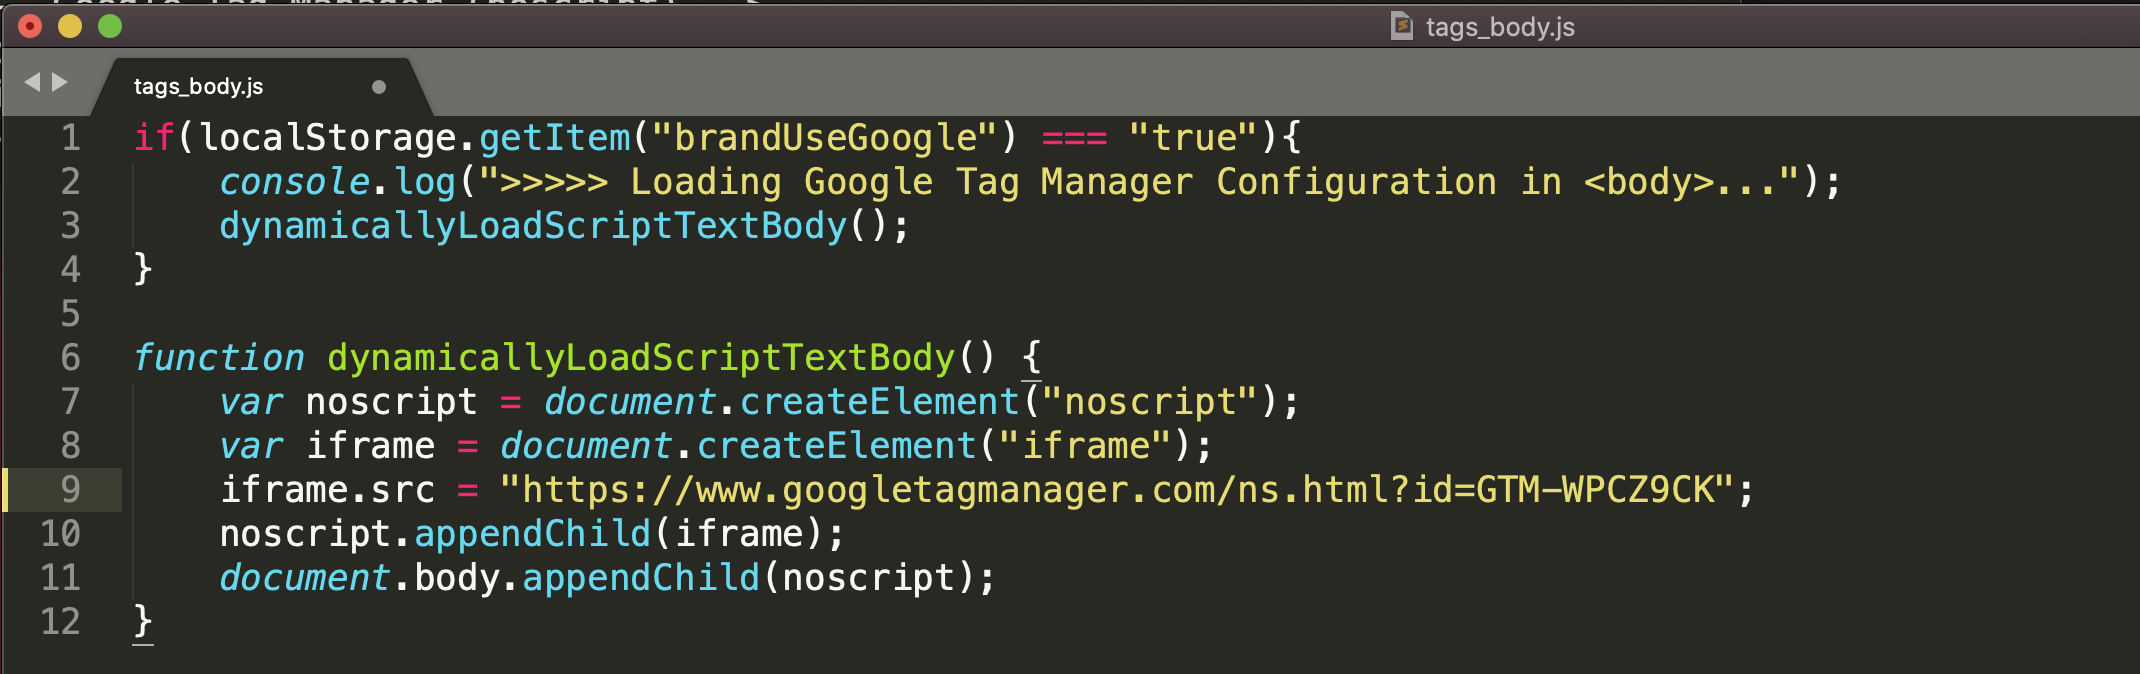 tags_body.js
tags_body.js
1 if(localStorage.getItem("brandUseGoogle") === "true"){
2 console.log(">>>>> Loading Google Tag Manager Configuration in <body>...");
3 dynamicallyLoadScriptTextBody();
4 }
5
6 function dynamicallyLoadScriptTextBody() {
7 var noscript = document.createElement("noscript");
8 var iframe = document.createElement("iframe");
9 iframe.src = "https://www.googletagmanager.com/ns.html?id=GTM-WPCZ9CK";
10 noscript.appendChild(iframe);
11 document.body.appendChild(noscript);
12 }